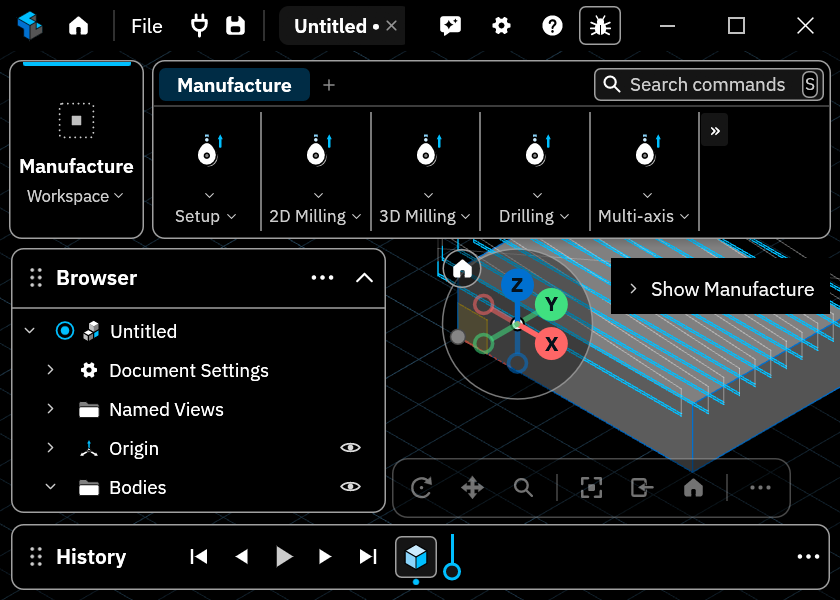 File
Untitled •
Manufacture
Search commands S
Manufacture
Workspace
Setup
2D Milling
3D Milling
Drilling
Multi-axis
»
Browser
Z
Y
X
Show Manufacture
Untitled
Document Settings
Named Views
Origin
Bodies
History